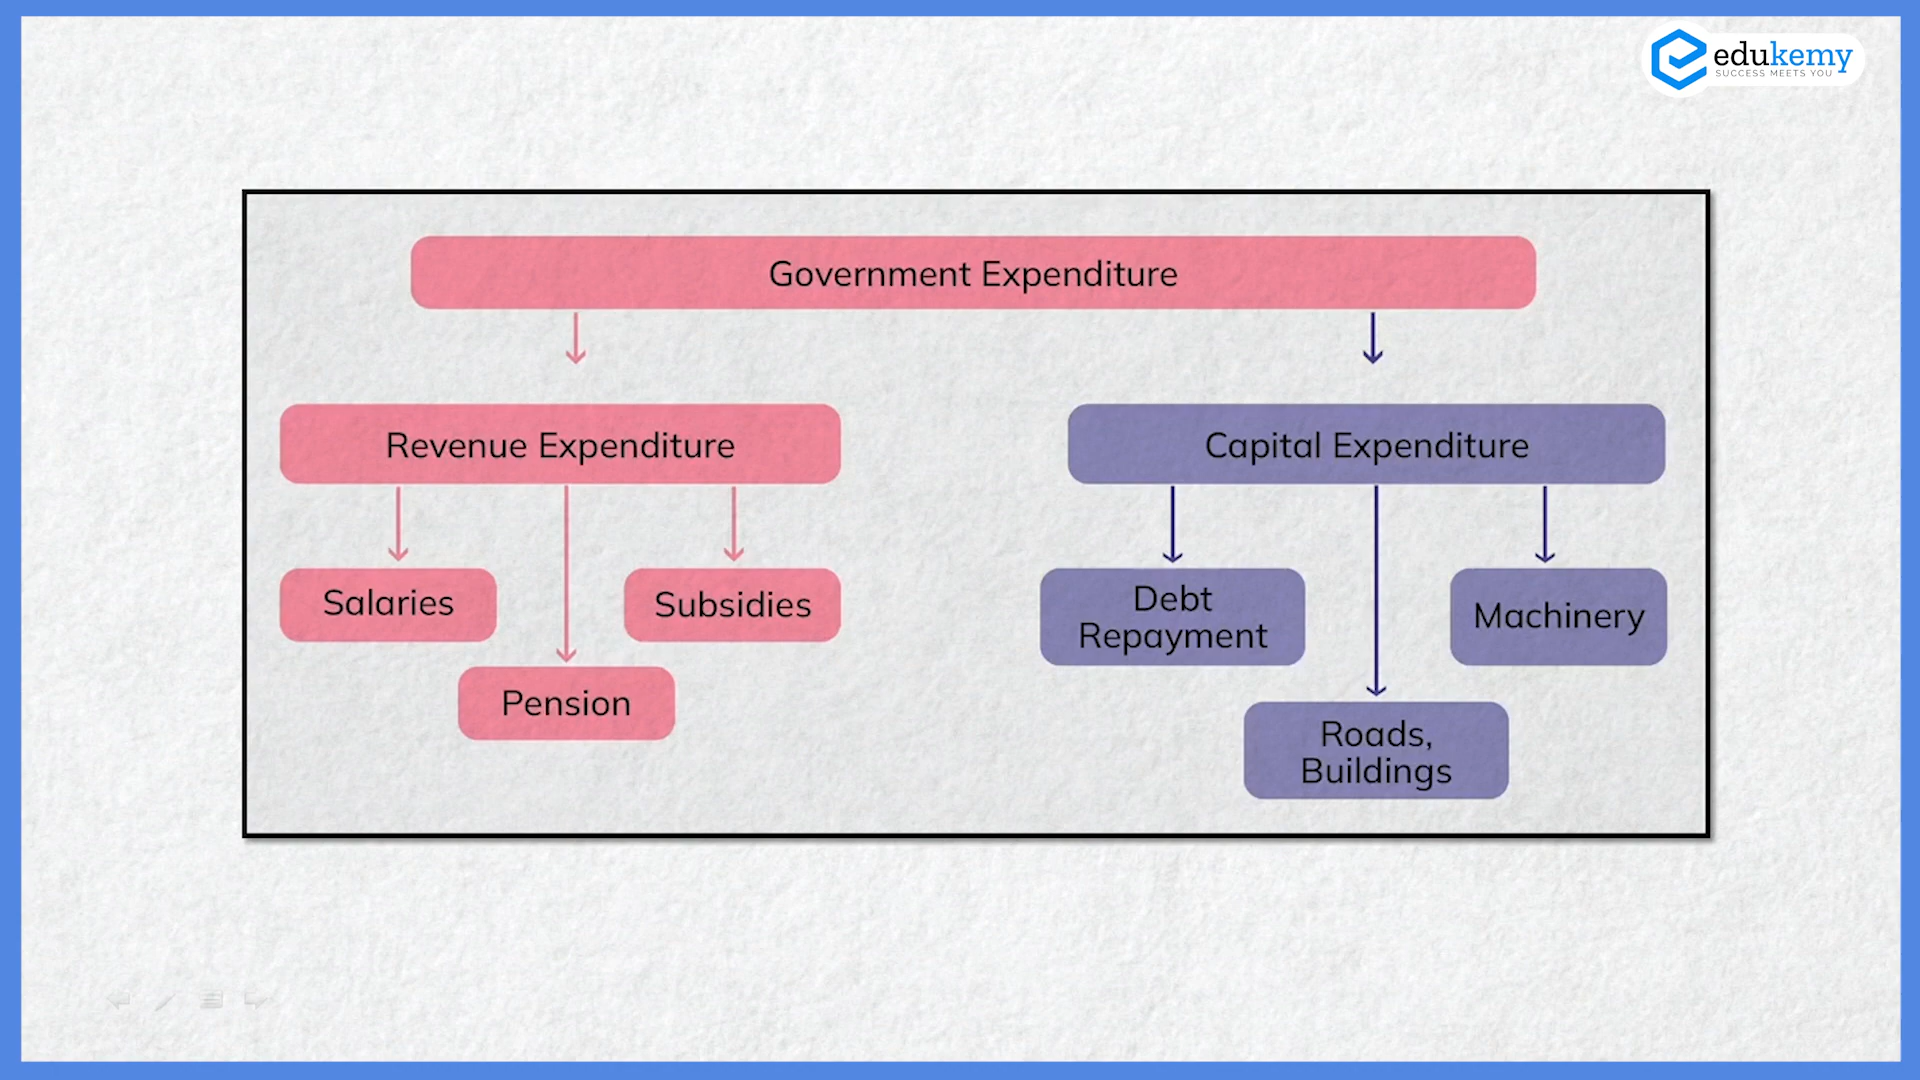 edukemy
SUCCESS MEETS YOU
Government Expenditure
Revenue Expenditure
Capital Expenditure
Salaries
Subsidies
Pension
Debt
Repayment
Machinery
Roads,
Buildings